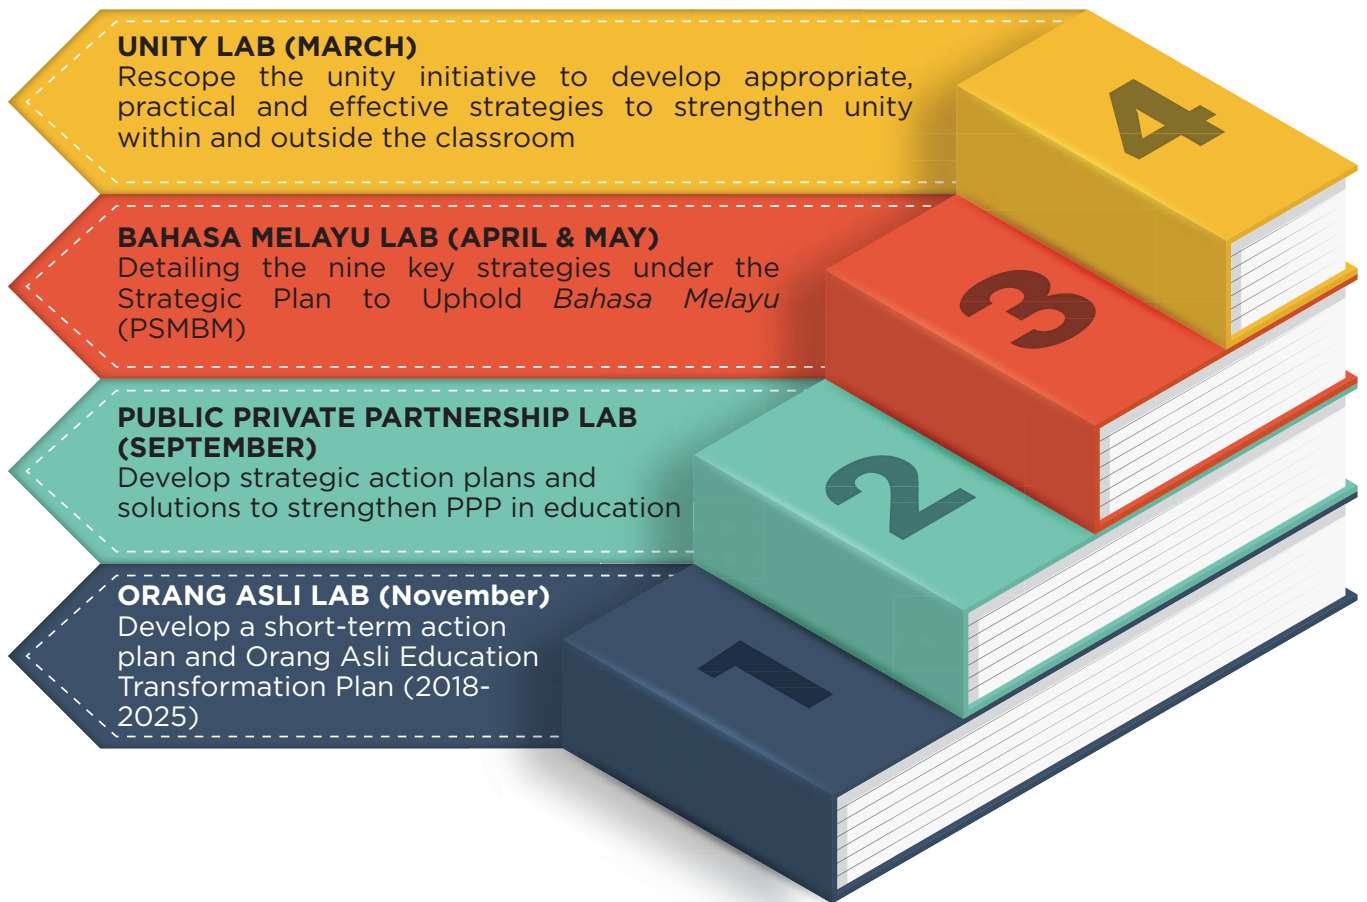 UNITY LAB (MARCH)
Rescope the unity initiative to develop appropriate,
practical and effective strategies to strengthen unity
within and outside the classroom
4
BAHASA MELAYU LAB (APRIL & MAY)
Detailing the nine key strategies under the
Strategic Plan to Uphold Bahasa Melayu
(PSMBM)
3
PUBLIC PRIVATE PARTNERSHIP LAB
(SEPTEMBER)
Develop strategic action plans and
solutions to strengthen PPP in education
2
ORANG ASLI LAB (November)
Develop a short-term action
plan and Orang Asli Education
Transformation Plan (2018-
2025)
1